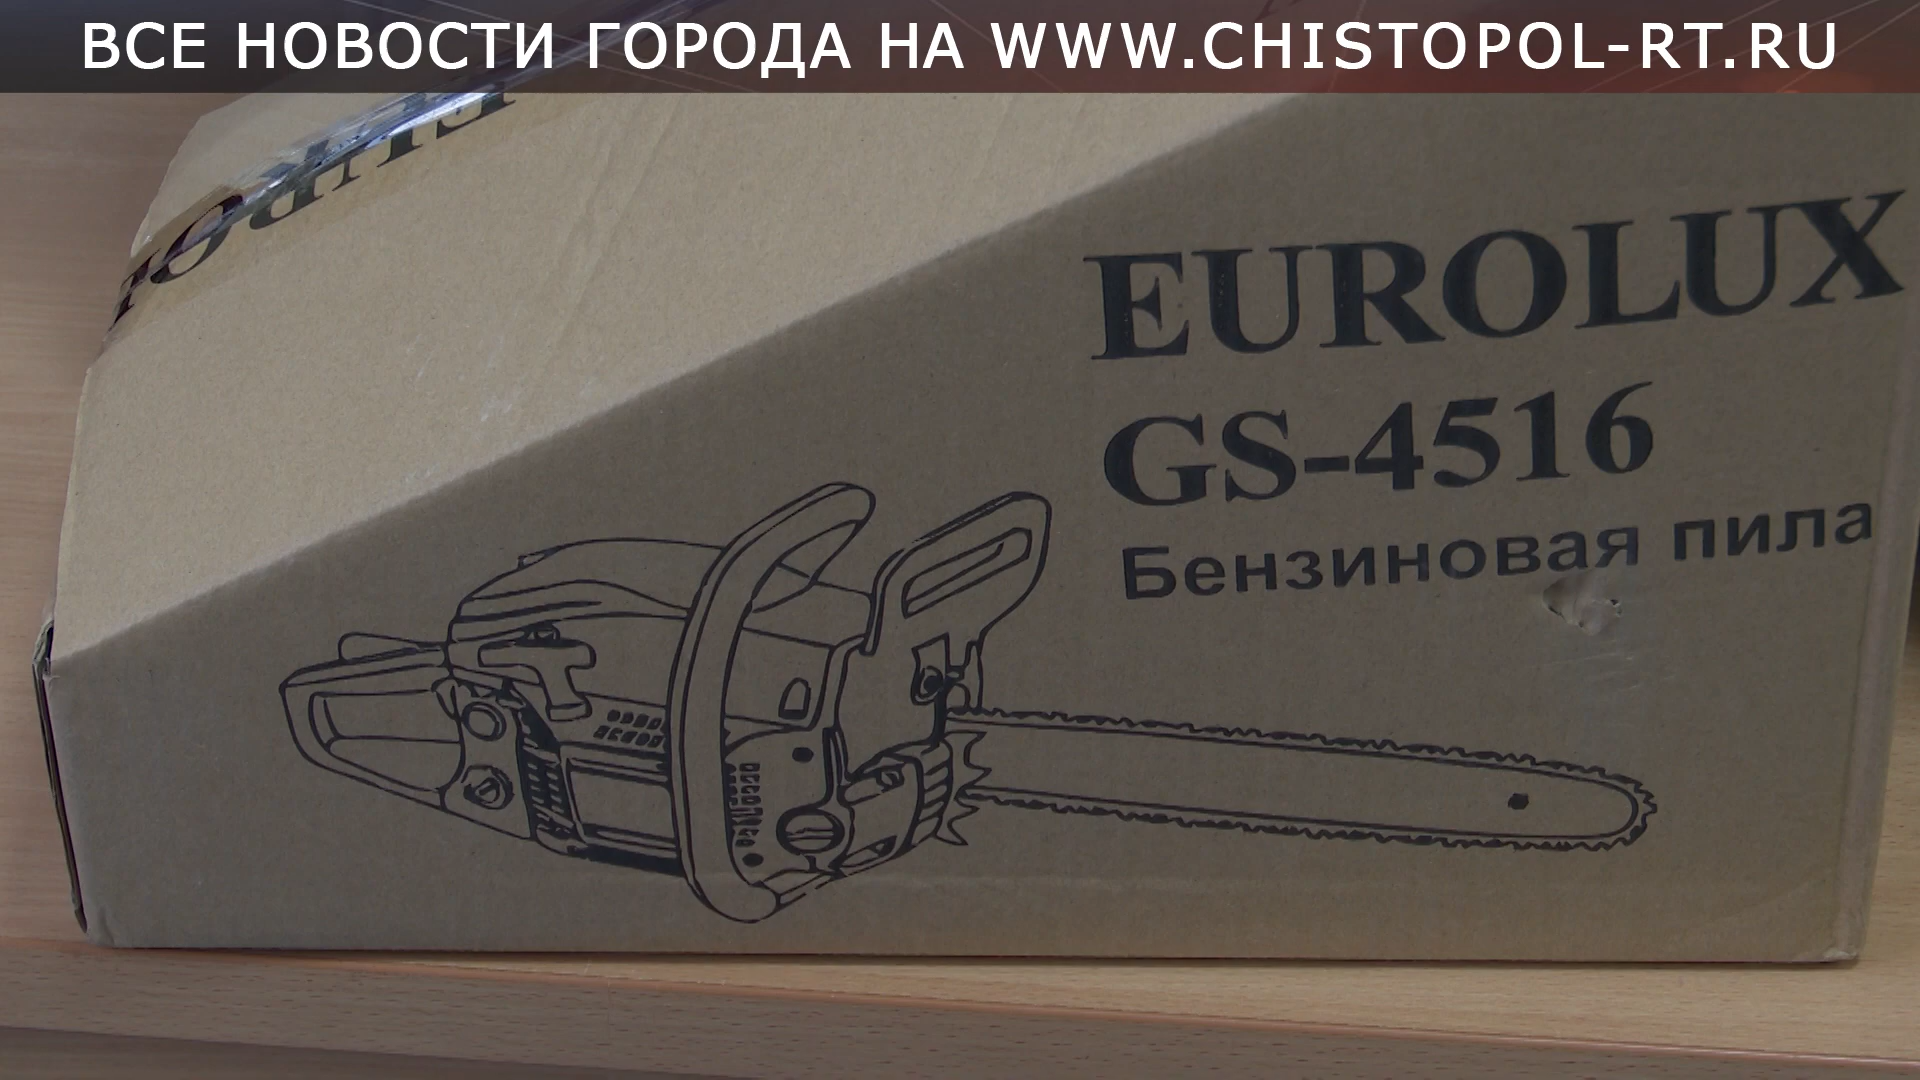 ВСЕ НОВОСТИ ГОРОДА НА WWW.CHISTOPOL-RT.RU
EUROLUX
GS-4516
Бензиновая пила